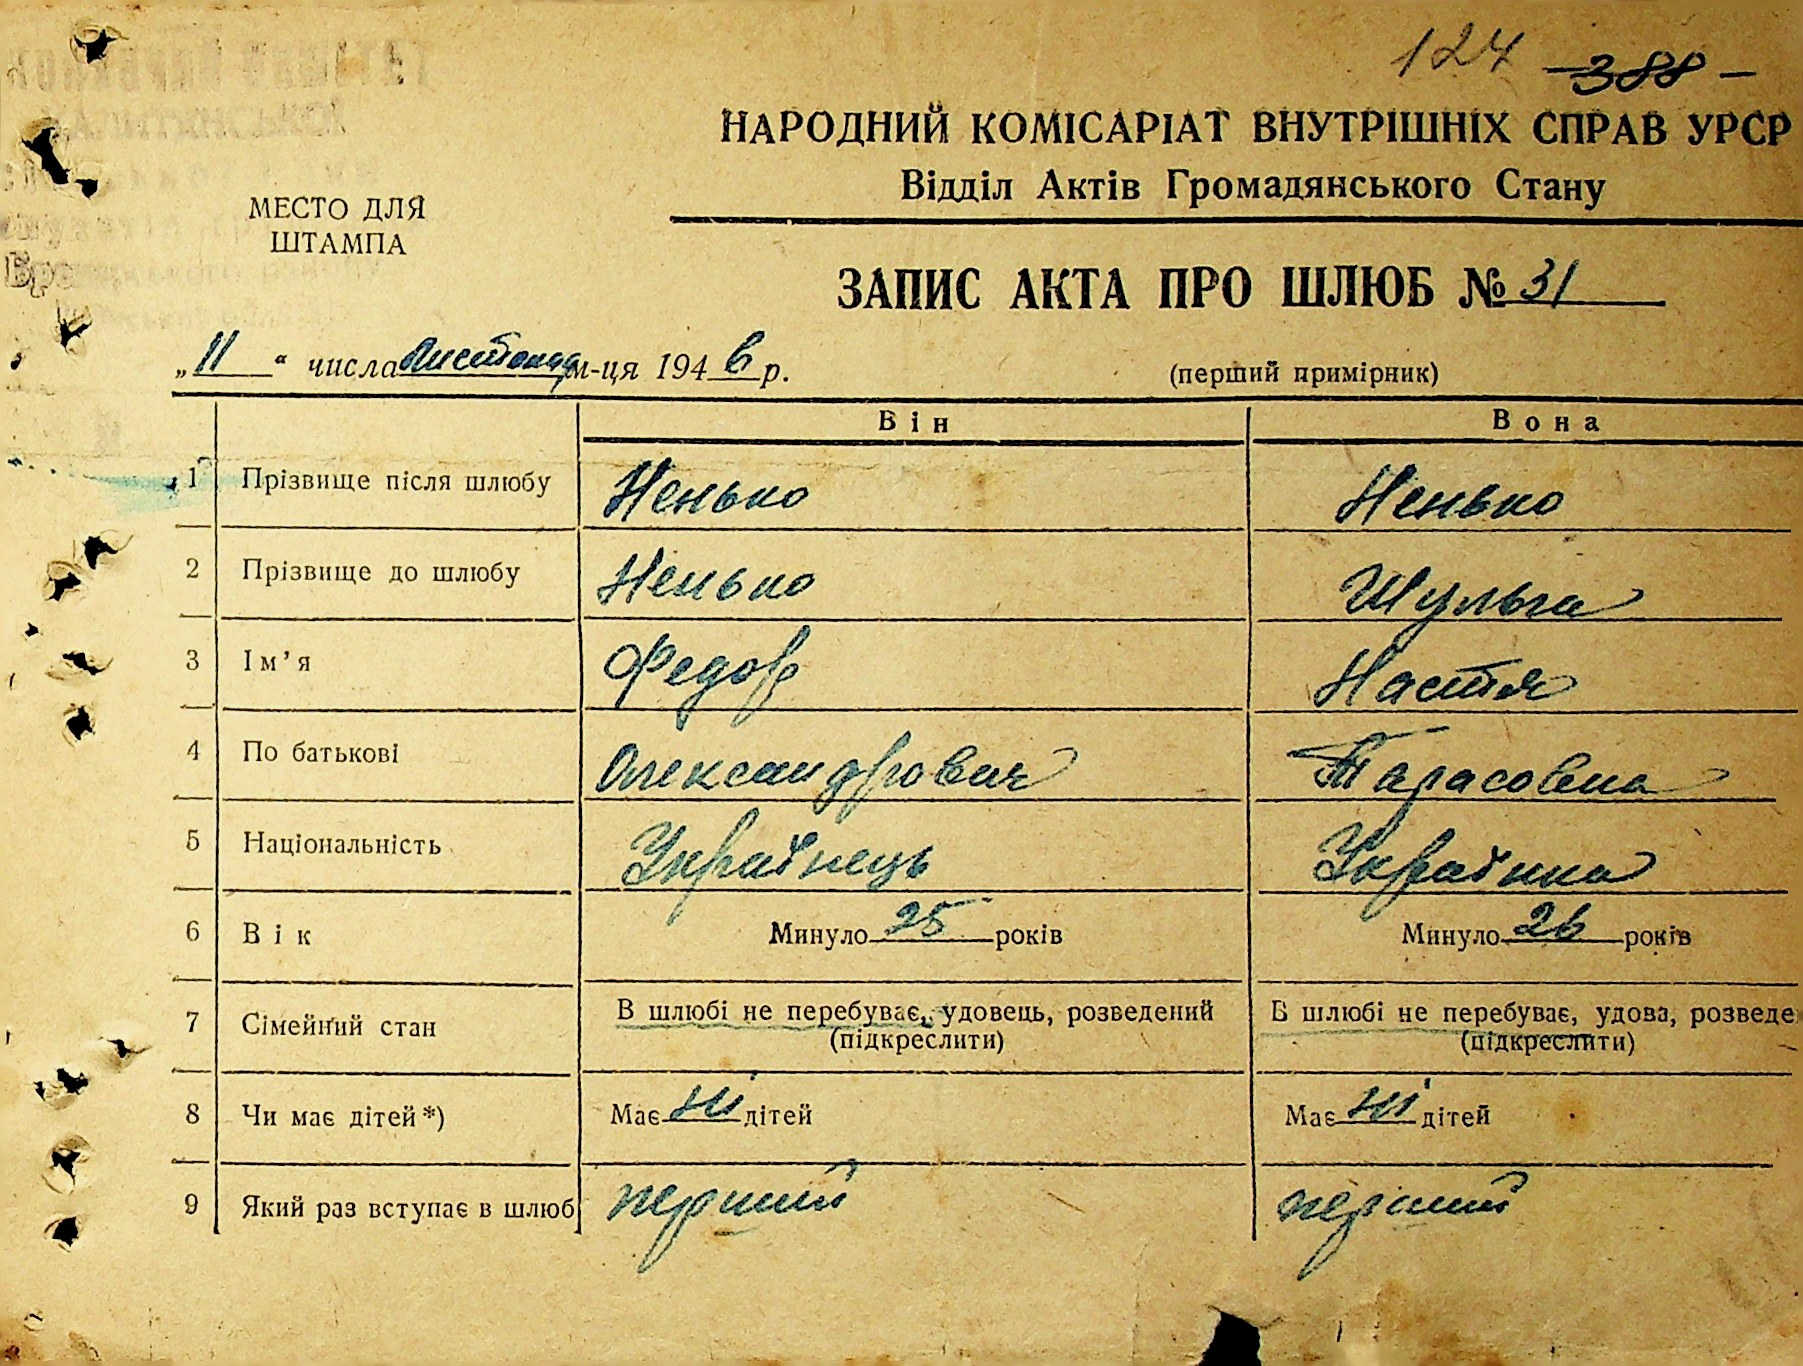 124 388
НАРОДНИЙ КОМІСАРІАТ ВНУТРІШНІХ СПРАВ УРСР
Відділ Актів Громадянського Стану
МЕСТО ДЛЯ
ШТАМПА
ЗАПИС АКТА ПРО ШЛЮБ № 31
„11“ числа листопад м-ця 1946 р.
(перший примірник)
Він Вона
1 Прізвище після шлюбу Ненько Ненько
2 Прізвище до шлюбу Ненько Шульга
3 Ім’я Федор Настя
4 По батькові Олександрович Тарасовна
5 Національність Українець Українка
6 Вік Минуло 25 років Минуло 26 років
7 Сімейний стан В шлюбі не перебуває, удовець, розведений В шлюбі не перебуває, удова, розведе
(підкреслити) (підкреслити)
8 Чи має дітей*) Має ні дітей Має ні дітей
9 Який раз вступає в шлюб перший перший